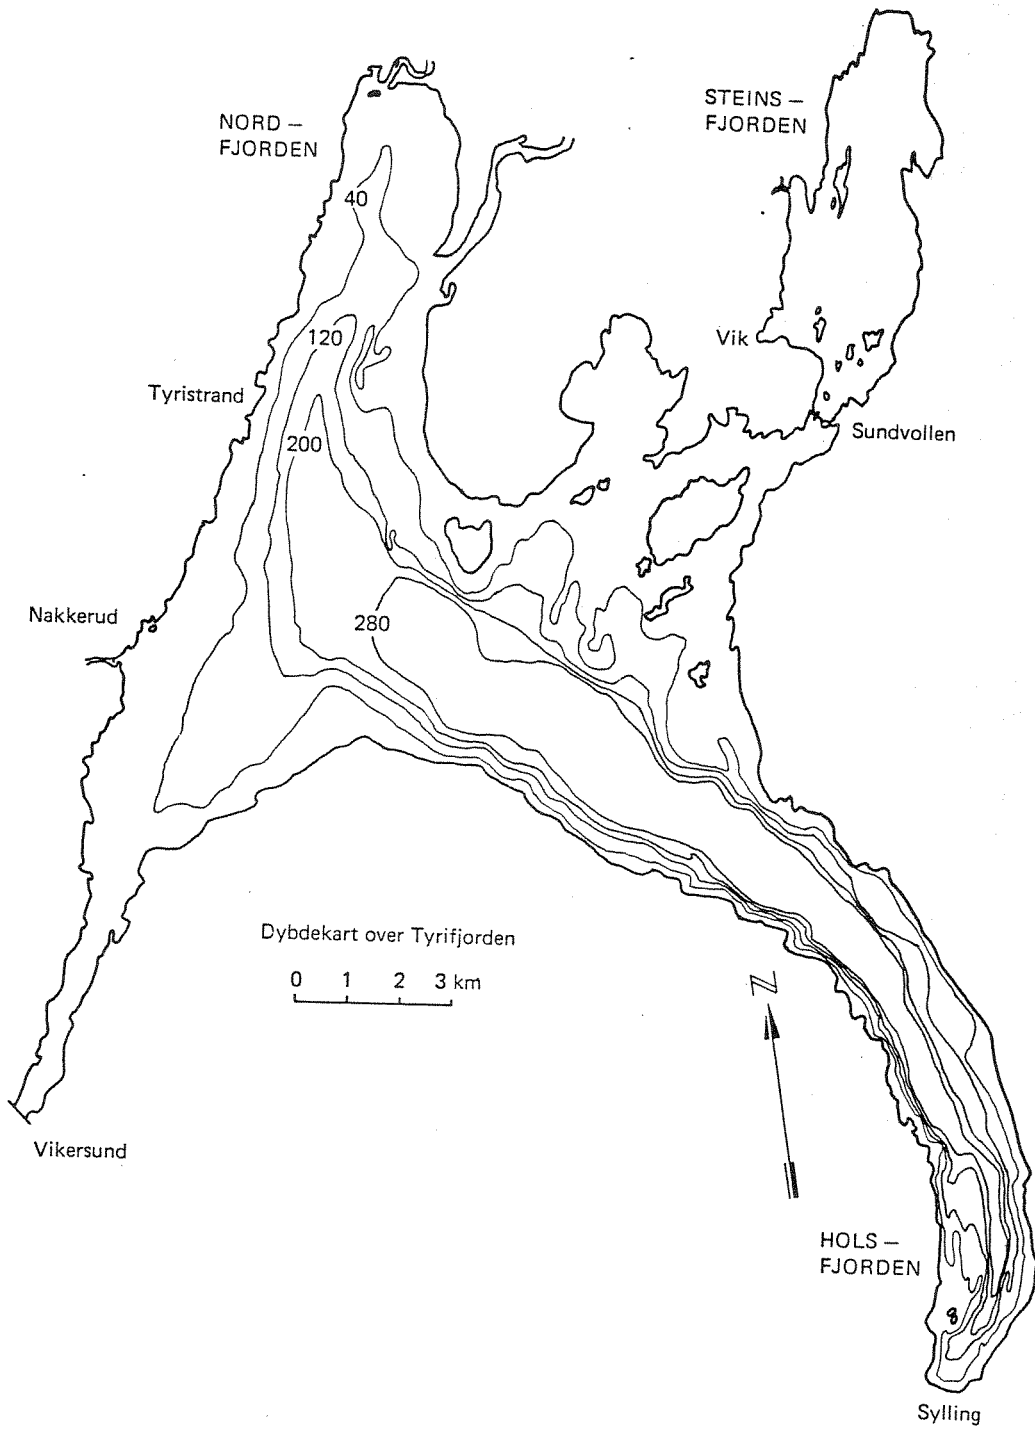 STEINS –
FJORDEN
NORD –
FJORDEN
40
120
Vik
Tyristrand
200
Sundvollen
Nakkerud
280
Dybdekart over Tyrifjorden
0 1 2 3 km
N
Vikersund
HOLS –
FJORDEN
Sylling